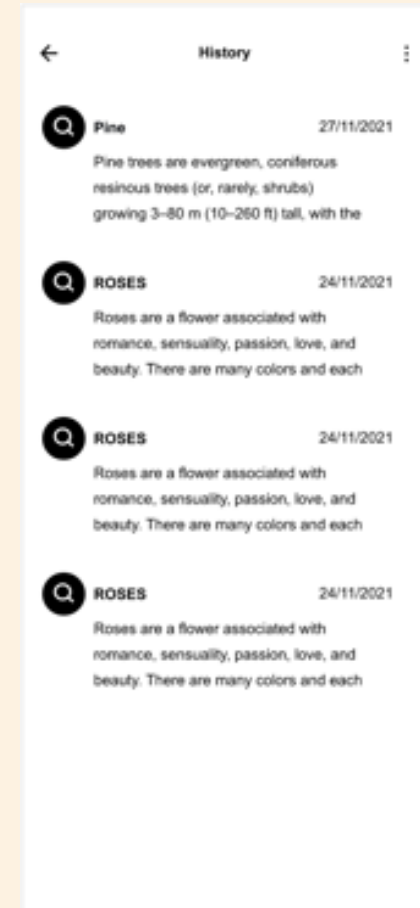 History
Pine 27/11/2021
Pine trees are evergreen, coniferous
resinous trees (or, rarely, shrubs)
growing 3–80 m (10–260 ft) tall, with the
ROSES 24/11/2021
Roses are a flower associated with
romance, sensuality, passion, love, and
beauty. There are many colors and each
ROSES 24/11/2021
Roses are a flower associated with
romance, sensuality, passion, love, and
beauty. There are many colors and each
ROSES 24/11/2021
Roses are a flower associated with
romance, sensuality, passion, love, and
beauty. There are many colors and each